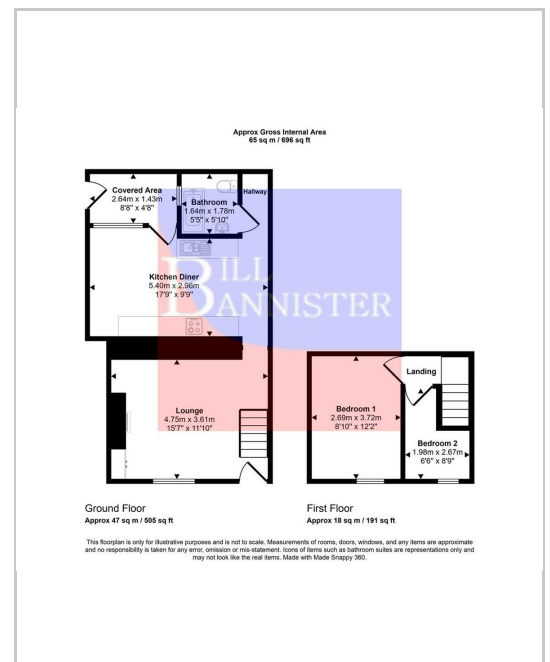 Approx Gross Internal Area
65 sq m / 696 sq ft
Covered Area
2.64m x 1.43m
8'8" x 4'8"
Bathroom
1.64m x 1.78m
5'5" x 5'10"
Hallway
Kitchen Diner
5.40m x 2.96m
17'9" x 9'9"
BILL
BANNISTER
Lounge
4.75m x 3.61m
15'7" x 11'10"
Landing
Bedroom 1
2.69m x 3.72m
8'10" x 12'2"
Bedroom 2
1.98m x 2.67m
6'6" x 8'9"
Ground Floor
Approx 47 sq m / 505 sq ft
First Floor
Approx 18 sq m / 191 sq ft
This floorplan is only for illustrative purposes and is not to scale. Measurements of rooms, doors, windows, and any items are approximate
and no responsibility is taken for any error, omission or mis-statement. Icons of items such as bathroom suites are representations only and
may not look like the real items. Made with Made Snappy 360.